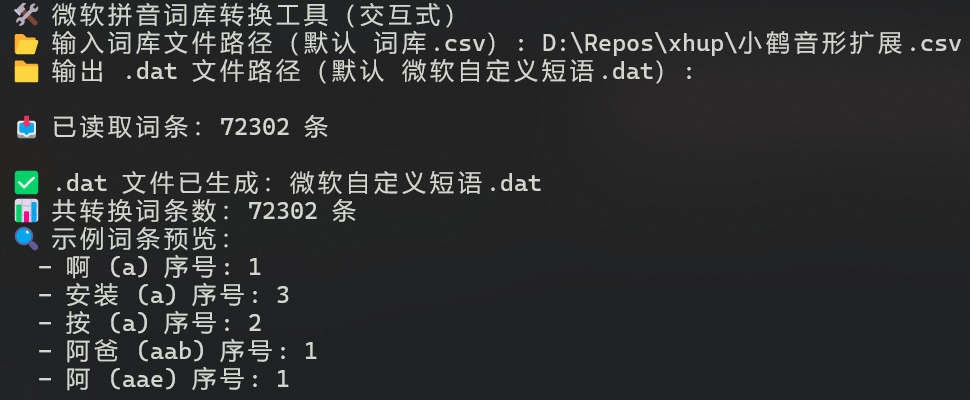 🛠 微软拼音词库转换工具（交互式）
📂 输入词库文件路径（默认 词库.csv）: D:\Repos\xhup\小鹤音形扩展.csv
📁 输出 .dat 文件路径（默认 微软自定义短语.dat）:
📥 已读取词条: 72302 条
✅ .dat 文件已生成: 微软自定义短语.dat
📊 共转换词条数: 72302 条
🔍 示例词条预览:
- 啊 (a) 序号: 1
- 安装 (a) 序号: 3
- 按 (a) 序号: 2
- 阿爸 (aab) 序号: 1
- 阿 (aae) 序号: 1